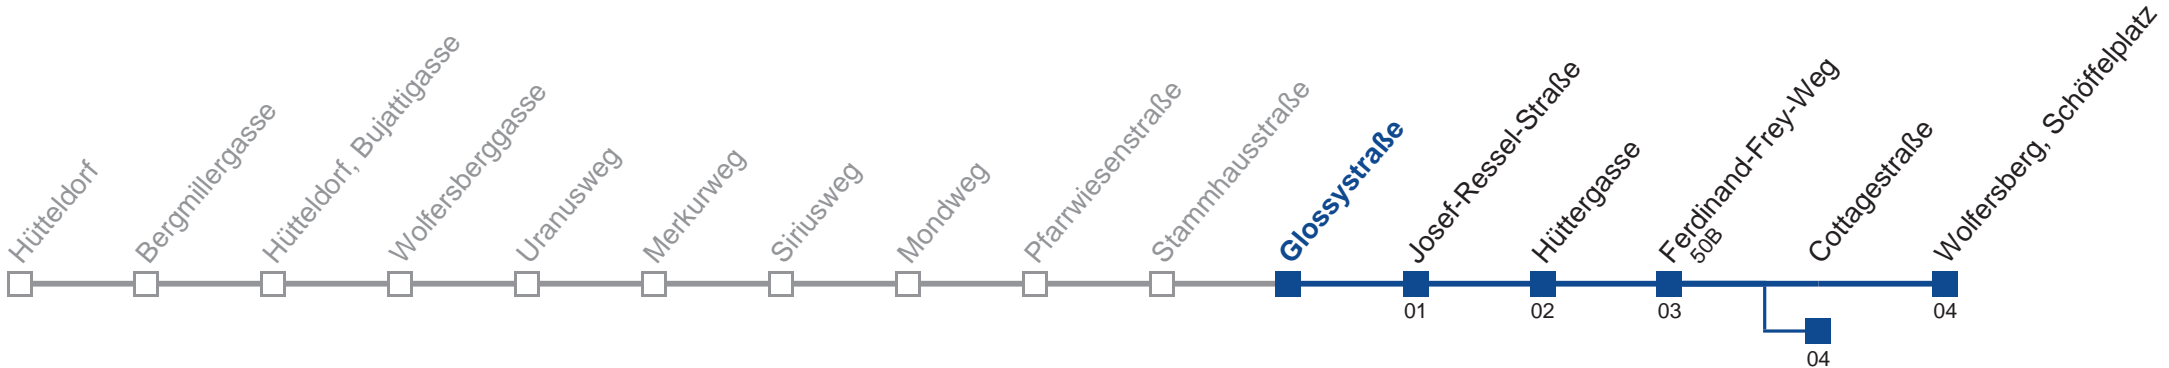 Hütteldorf
Bergmillergasse
Hütteldorf, Bujattigasse
Wolfersberggasse
Uranusweg
Merkurweg
Siriusweg
Mondweg
Pfarrwiesenstraße
Stammhausstraße
Glossystraße
Josef-Ressel-Straße
Hüttergasse
Ferdinand-Frey-Weg
50B
Cottagestraße
Wolfersberg, Schöffelplatz
01
02
03
04
04